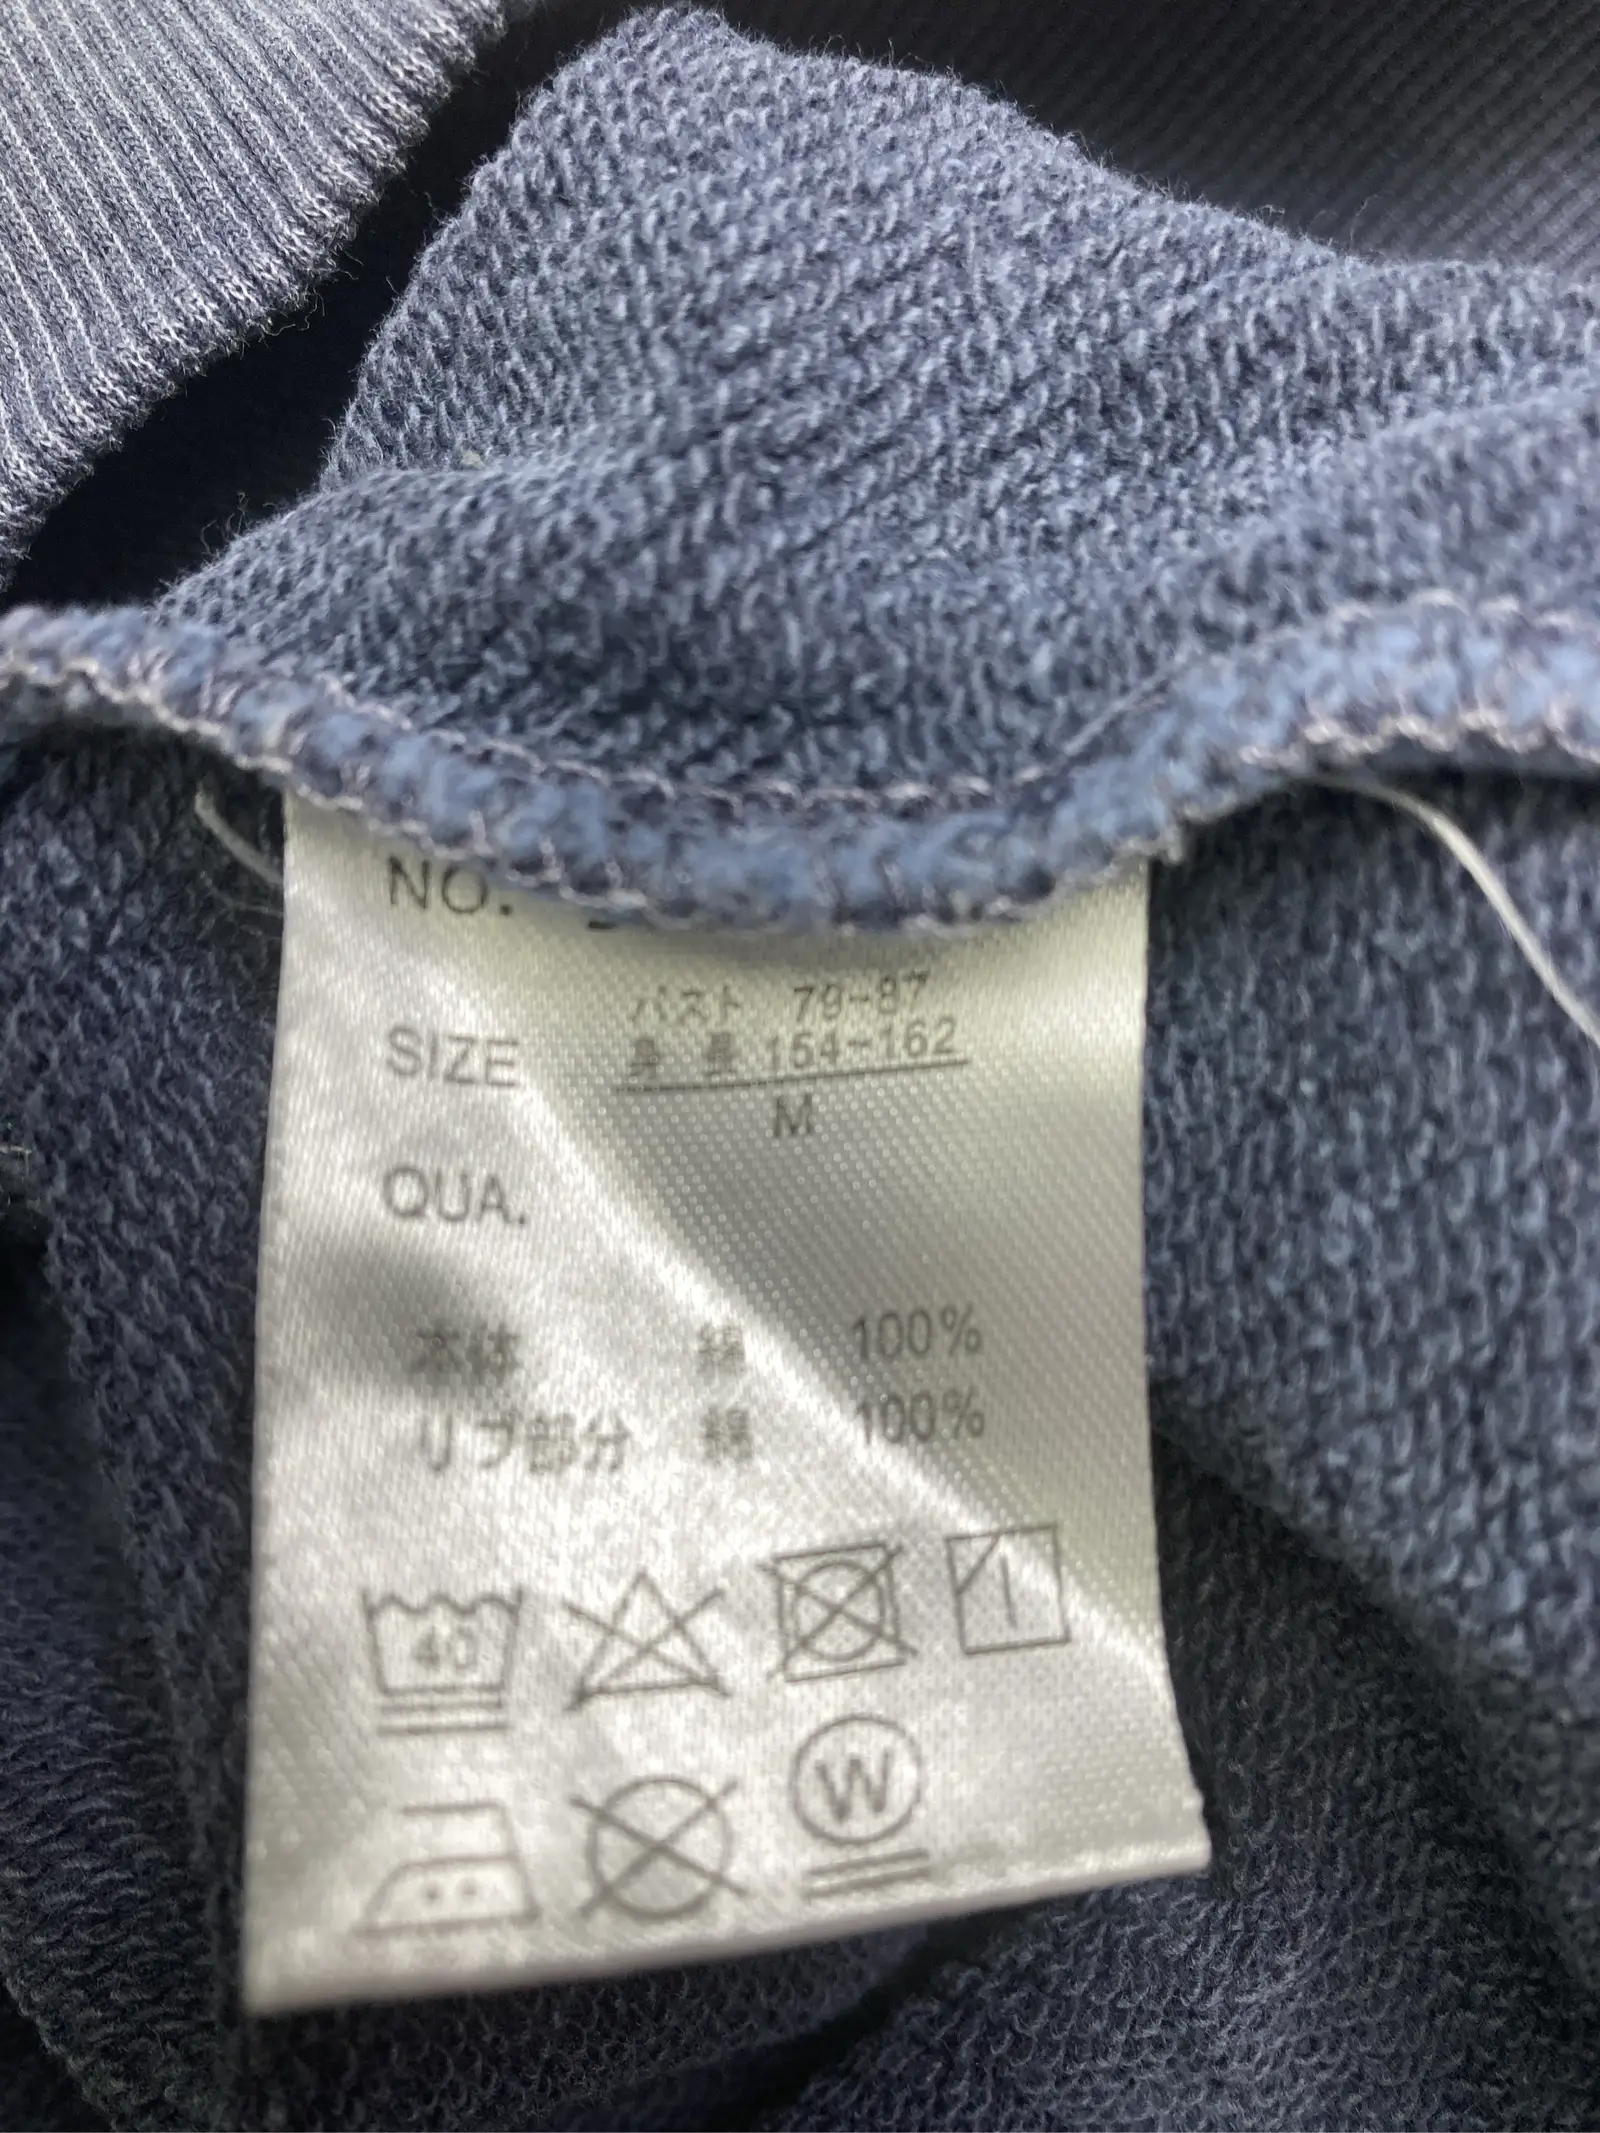 NO.
SIZE
バスト 79-87
身長 154-162
M
QUA.
本体 綿 100%
リブ部分 綿 100%
40
W